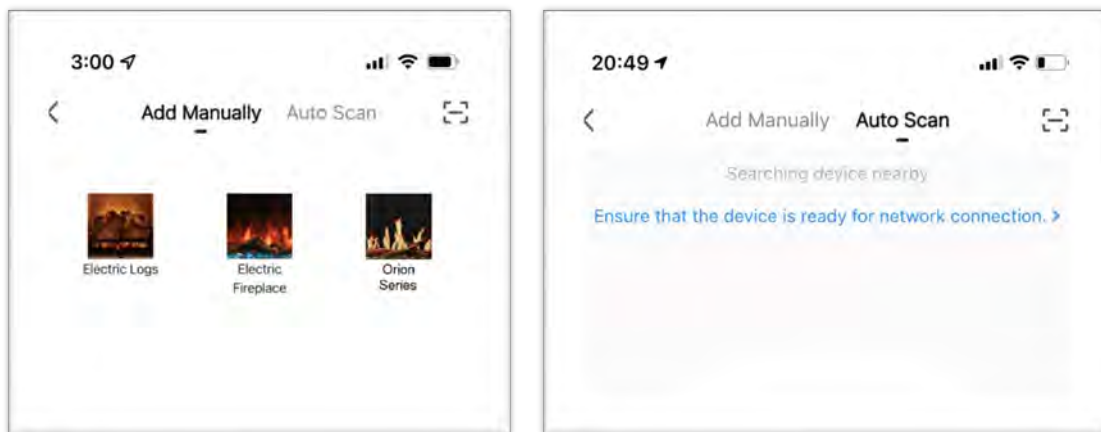 3:00
Add Manually Auto Scan
Electric Logs
Electric
Fireplace
Orion
Series
20:49
Add Manually Auto Scan
Searching device nearby
Ensure that the device is ready for network connection. >